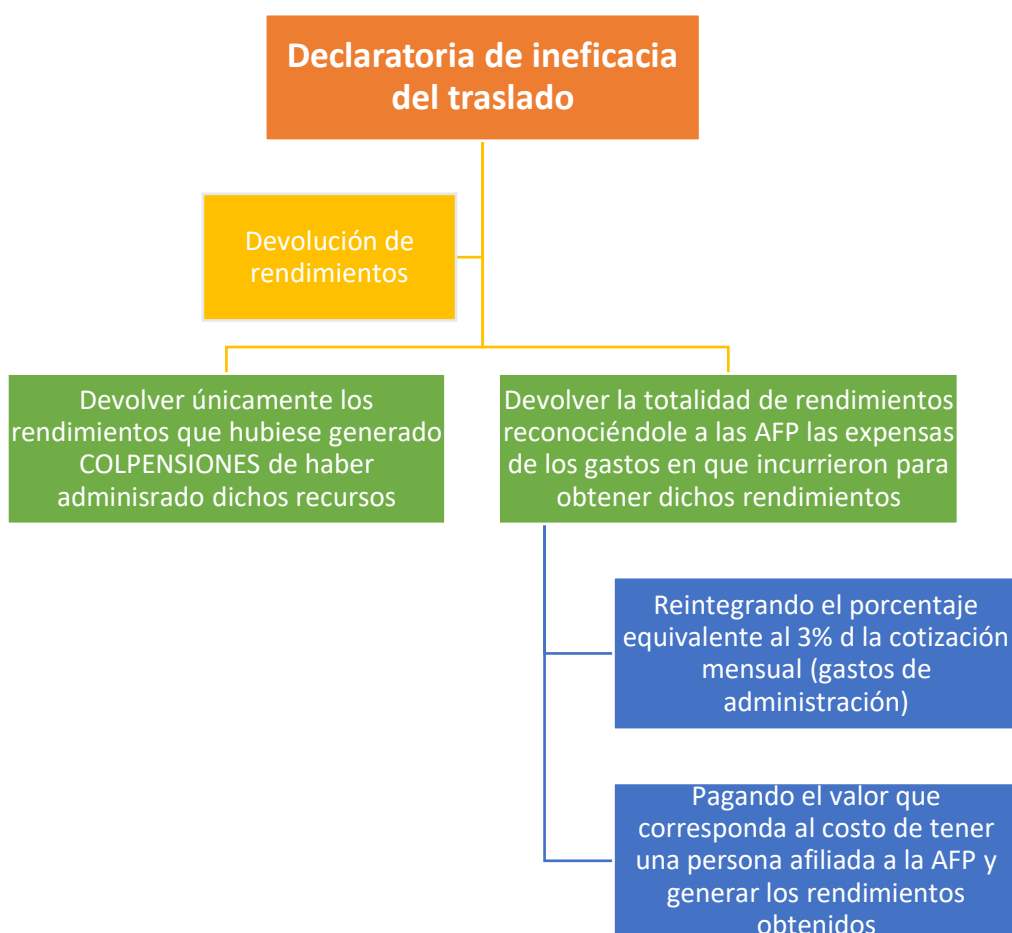 Declaratoria de ineficacia
del traslado
Devolución de
rendimientos
Devolver únicamente los
rendimientos que hubiese generado
COLPENSIONES de haber
adminisrado dichos recursos
Devolver la totalidad de rendimientos
reconociéndole a las AFP las expensas
de los gastos en que incurrieron para
obtener dichos rendimientos
Reintegrando el porcentaje
equivalente al 3% d la cotización
mensual (gastos de
administración)
Pagando el valor que
corresponda al costo de tener
una persona afiliada a la AFP y
generar los rendimientos
obtenidos